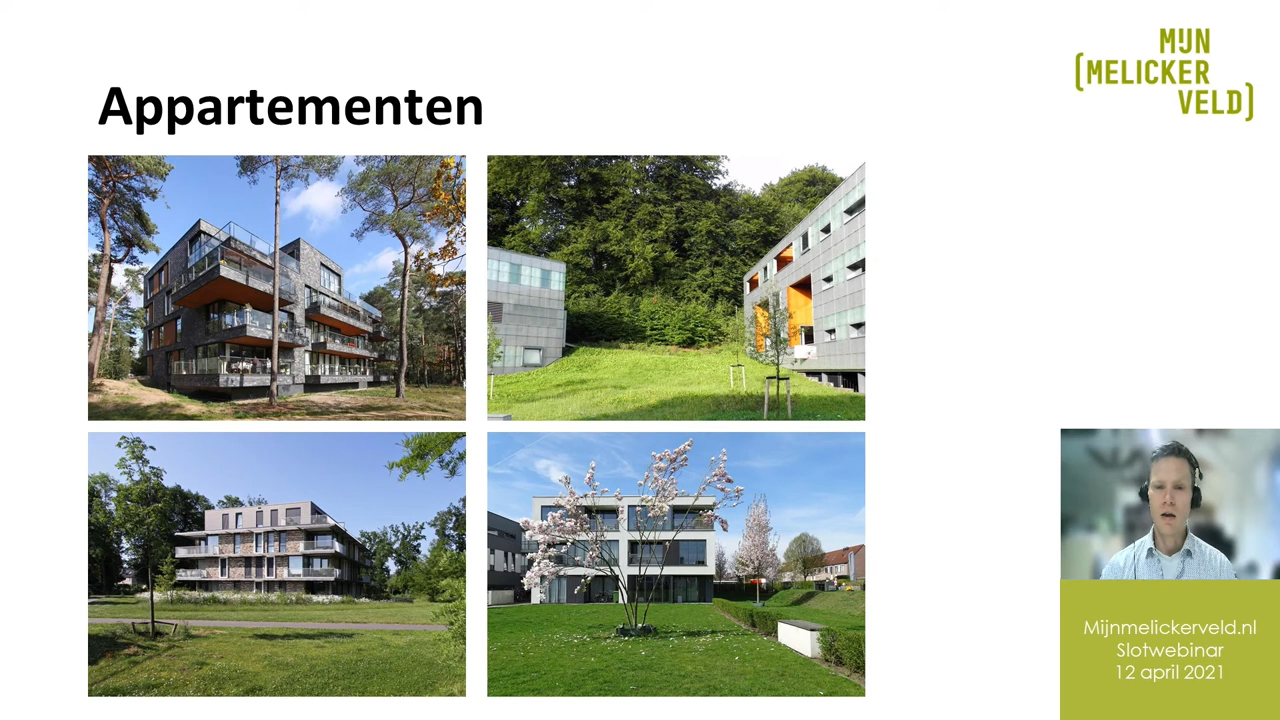 Appartementen
MIJN
(MELICKER
VELD)
Mijnmelickerveld.nl
Slotwebinar
12 april 2021